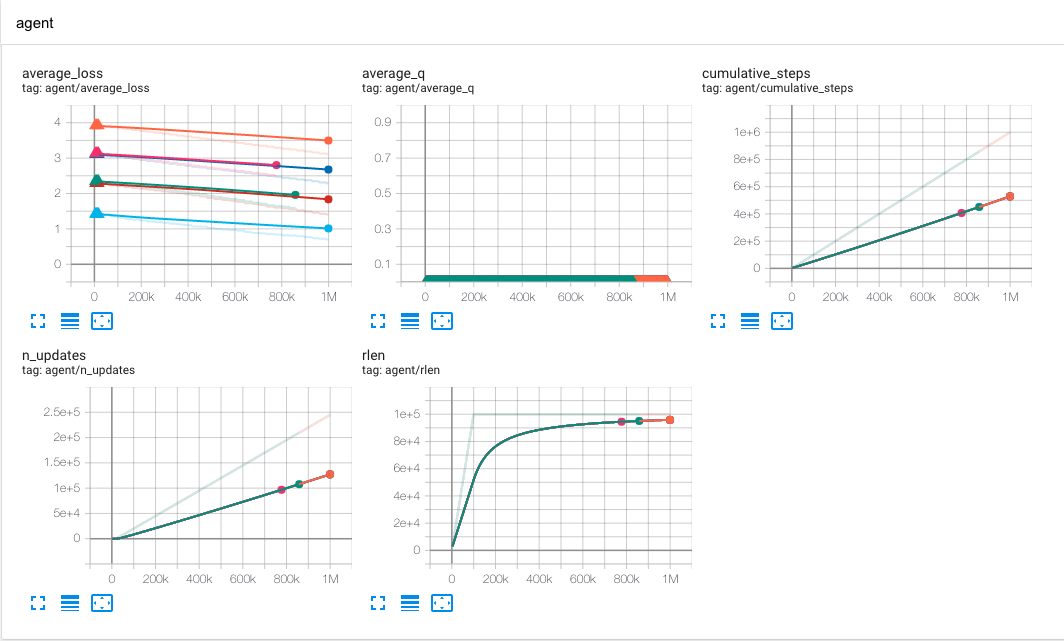 agent
average_loss
tag: agent/average_loss
4
3
2
1
0
0 200k 400k 600k 800k 1M
average_q
tag: agent/average_q
0.9
0.7
0.5
0.3
0.1
0 200k 400k 600k 800k 1M
cumulative_steps
tag: agent/cumulative_steps
1e+6
8e+5
6e+5
4e+5
2e+5
0
0 200k 400k 600k 800k 1M
n_updates
tag: agent/n_updates
2.5e+5
2e+5
1.5e+5
1e+5
5e+4
0
0 200k 400k 600k 800k 1M
rlen
tag: agent/rlen
1e+5
8e+4
6e+4
4e+4
2e+4
0
0 200k 400k 600k 800k 1M